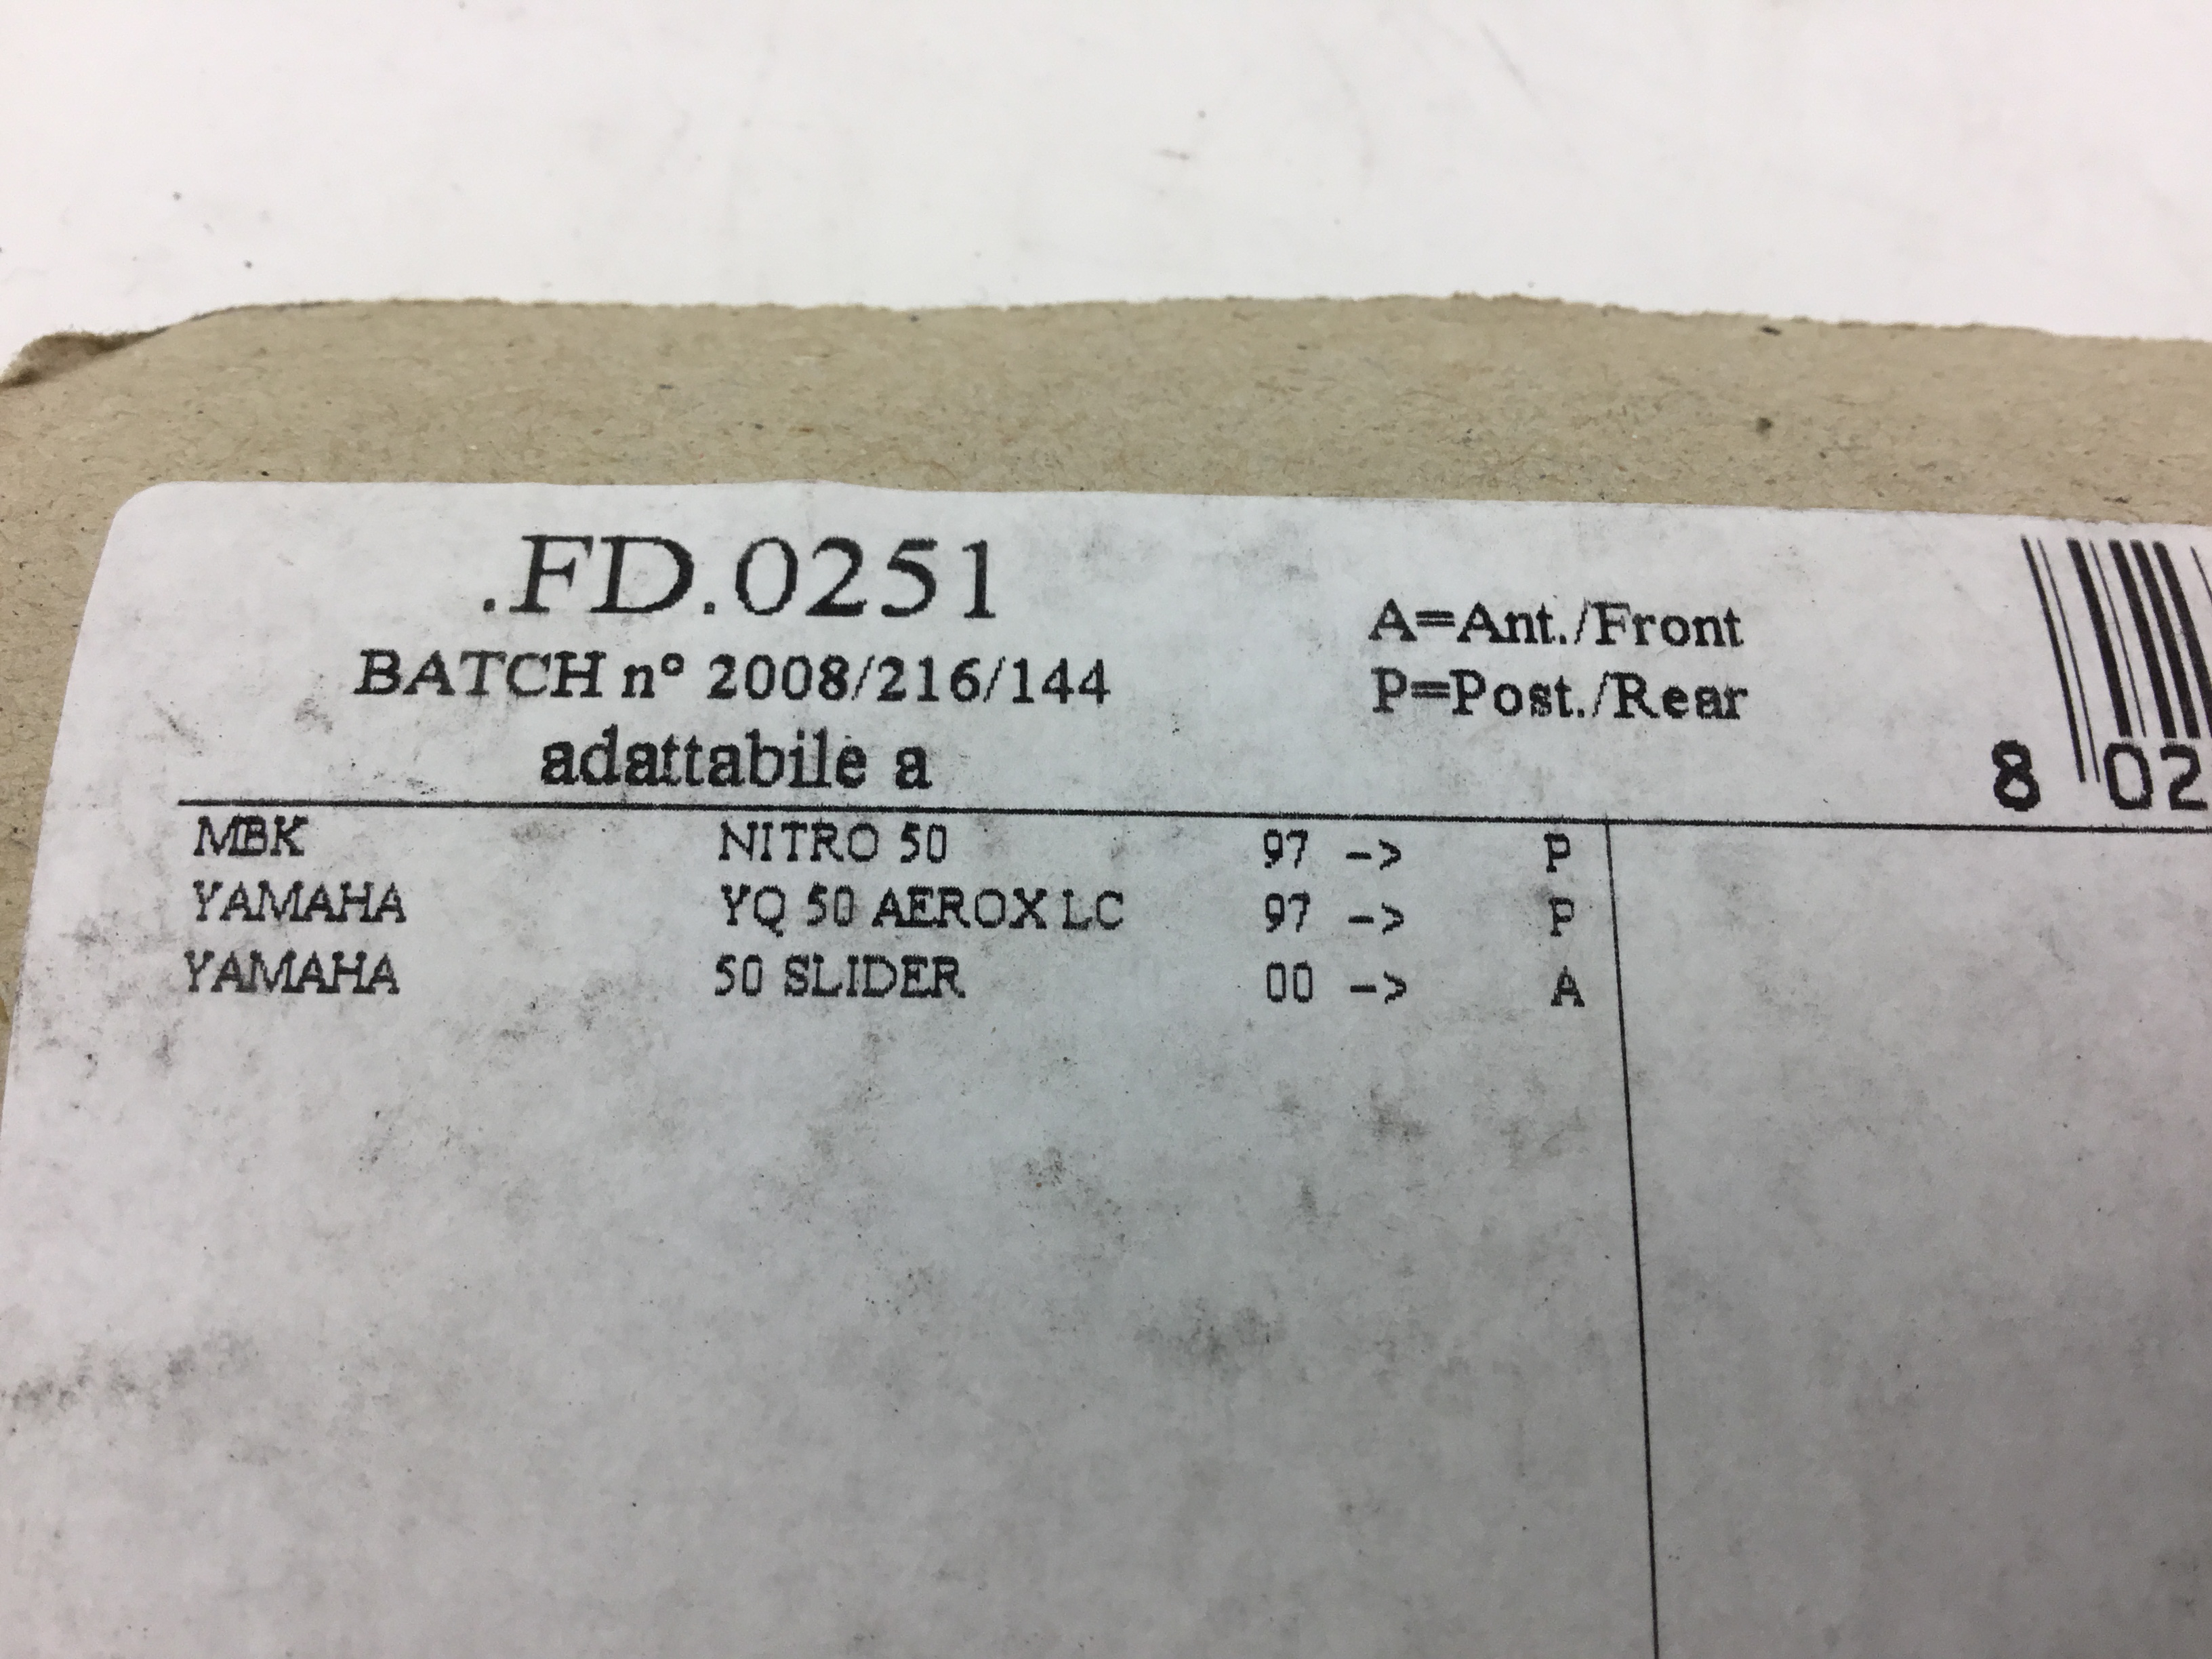 .FD.0251
BATCH nº 2008/216/144
adattabile a
A=Ant./Front
P=Post./Rear
8 02
MBK NITRO 50 97 -> P
YAMAHA YQ 50 AEROX LC 97 -> P
YAMAHA 50 SLIDER 00 -> A